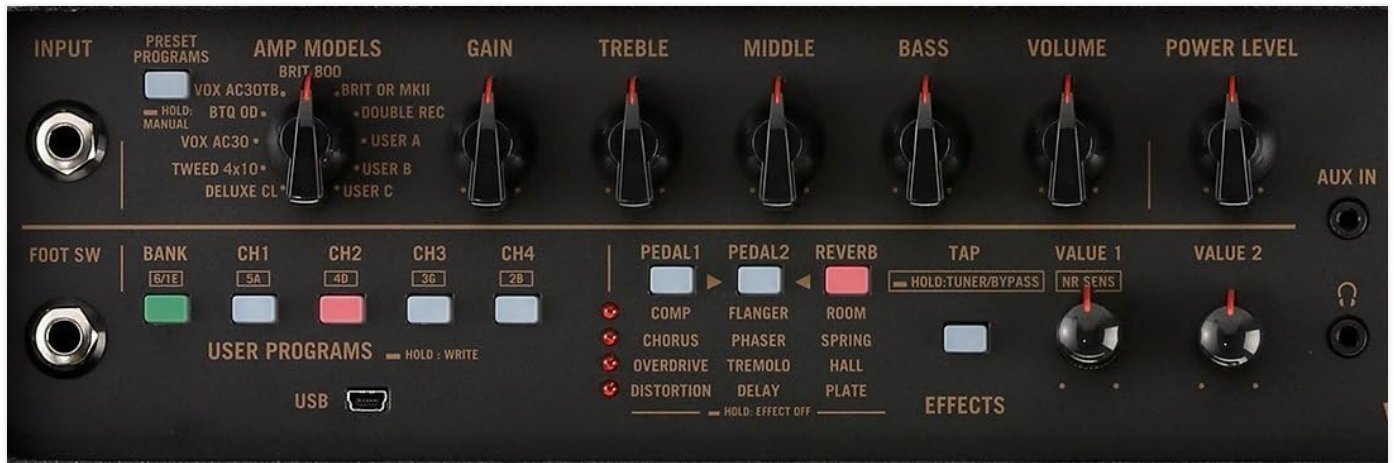 INPUT
PRESET
PROGRAMS
HOLD:
MANUAL
AMP MODELS
BRIT 800
VOX AC30TB
BRIT OR MKII
BTQ OD
DOUBLE REC
VOX AC30
USER A
TWEED 4x10
USER B
DELUXE CL
USER C
GAIN
TREBLE
MIDDLE
BASS
VOLUME
POWER LEVEL
AUX IN
FOOT SW
BANK
CH1
CH2
CH3
CH4
6/1E
5A
4D
3G
2B
USER PROGRAMS
HOLD : WRITE
USB
PEDAL1
PEDAL2
REVERB
COMP
FLANGER
ROOM
CHORUS
PHASER
SPRING
OVERDRIVE
TREMOLO
HALL
DISTORTION
DELAY
PLATE
HOLD: EFFECT OFF
TAP
HOLD:TUNER/BYPASS
EFFECTS
VALUE 1
NR SENS
VALUE 2